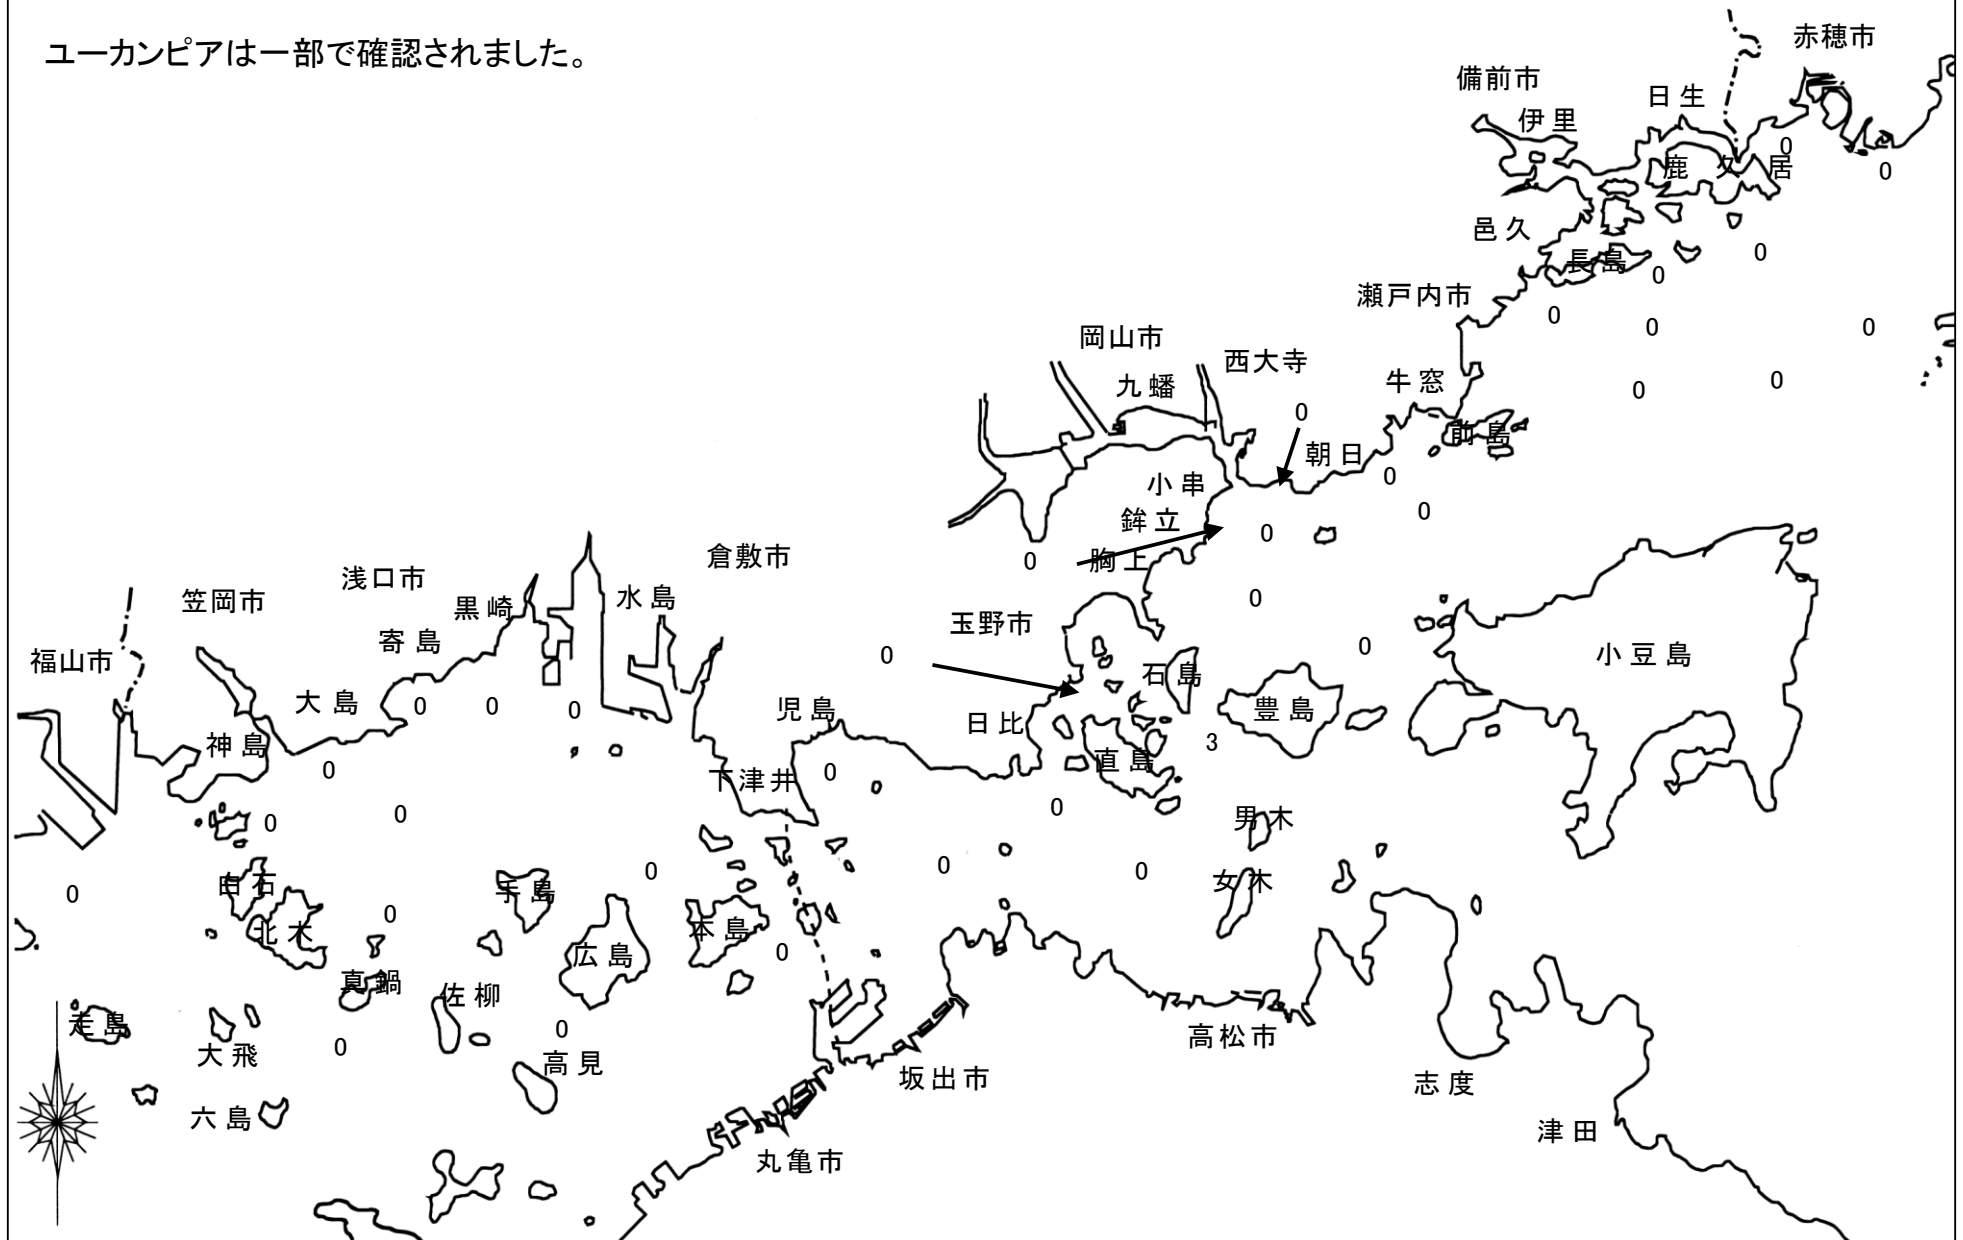 ユーカンピアは一部で確認されました。
赤穂市
備前市
日生
伊里
0
鹿久居
0
邑久
0
長島
0
瀬戸内市
0
0
0
岡山市
西大寺
九蟠
牛窓
0
0
0
前島
朝日
0
小串
0
鉾立
0
0
胸上
倉敷市
浅口市
水島
笠岡市
黒崎
0
玉野市
寄島
0
0
小豆島
福山市
石島
大島
0
0
0
児島
日比
豊島
神島
3
直島
0
下津井
0
0
0
0
男木
0
0
0
女木
白石
手島
0
0
北木
本島
広島
0
真鍋
佐柳
走島
0
高松市
0
大飛
高見
坂出市
志度
六島
津田
丸亀市